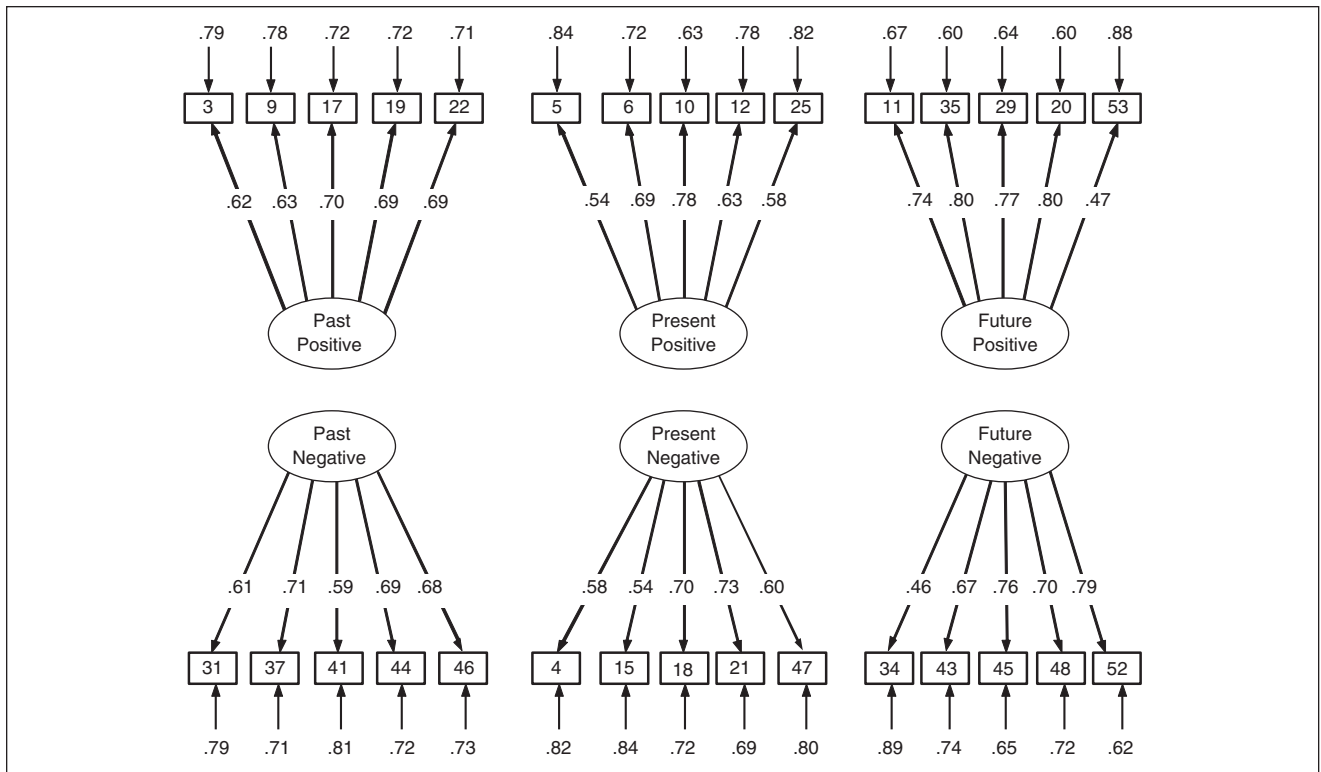 .79 .78 .72 .72 .71 .84 .72 .63 .78 .82 .67 .60 .64 .60 .88
3 9 17 19 22 5 6 10 12 25 11 35 29 20 53
.62 .63 .70 .69 .69 .54 .69 .78 .63 .58 .74 .80 .77 .80 .47
Past Present Future
Positive Positive Positive
Past Present Future
Negative Negative Negative
.61 .71 .59 .69 .68 .58 .54 .70 .73 .60 .46 .67 .76 .70 .79
31 37 41 44 46 4 15 18 21 47 34 43 45 48 52
.79 .71 .81 .72 .73 .82 .84 .72 .69 .80 .89 .74 .65 .72 .62